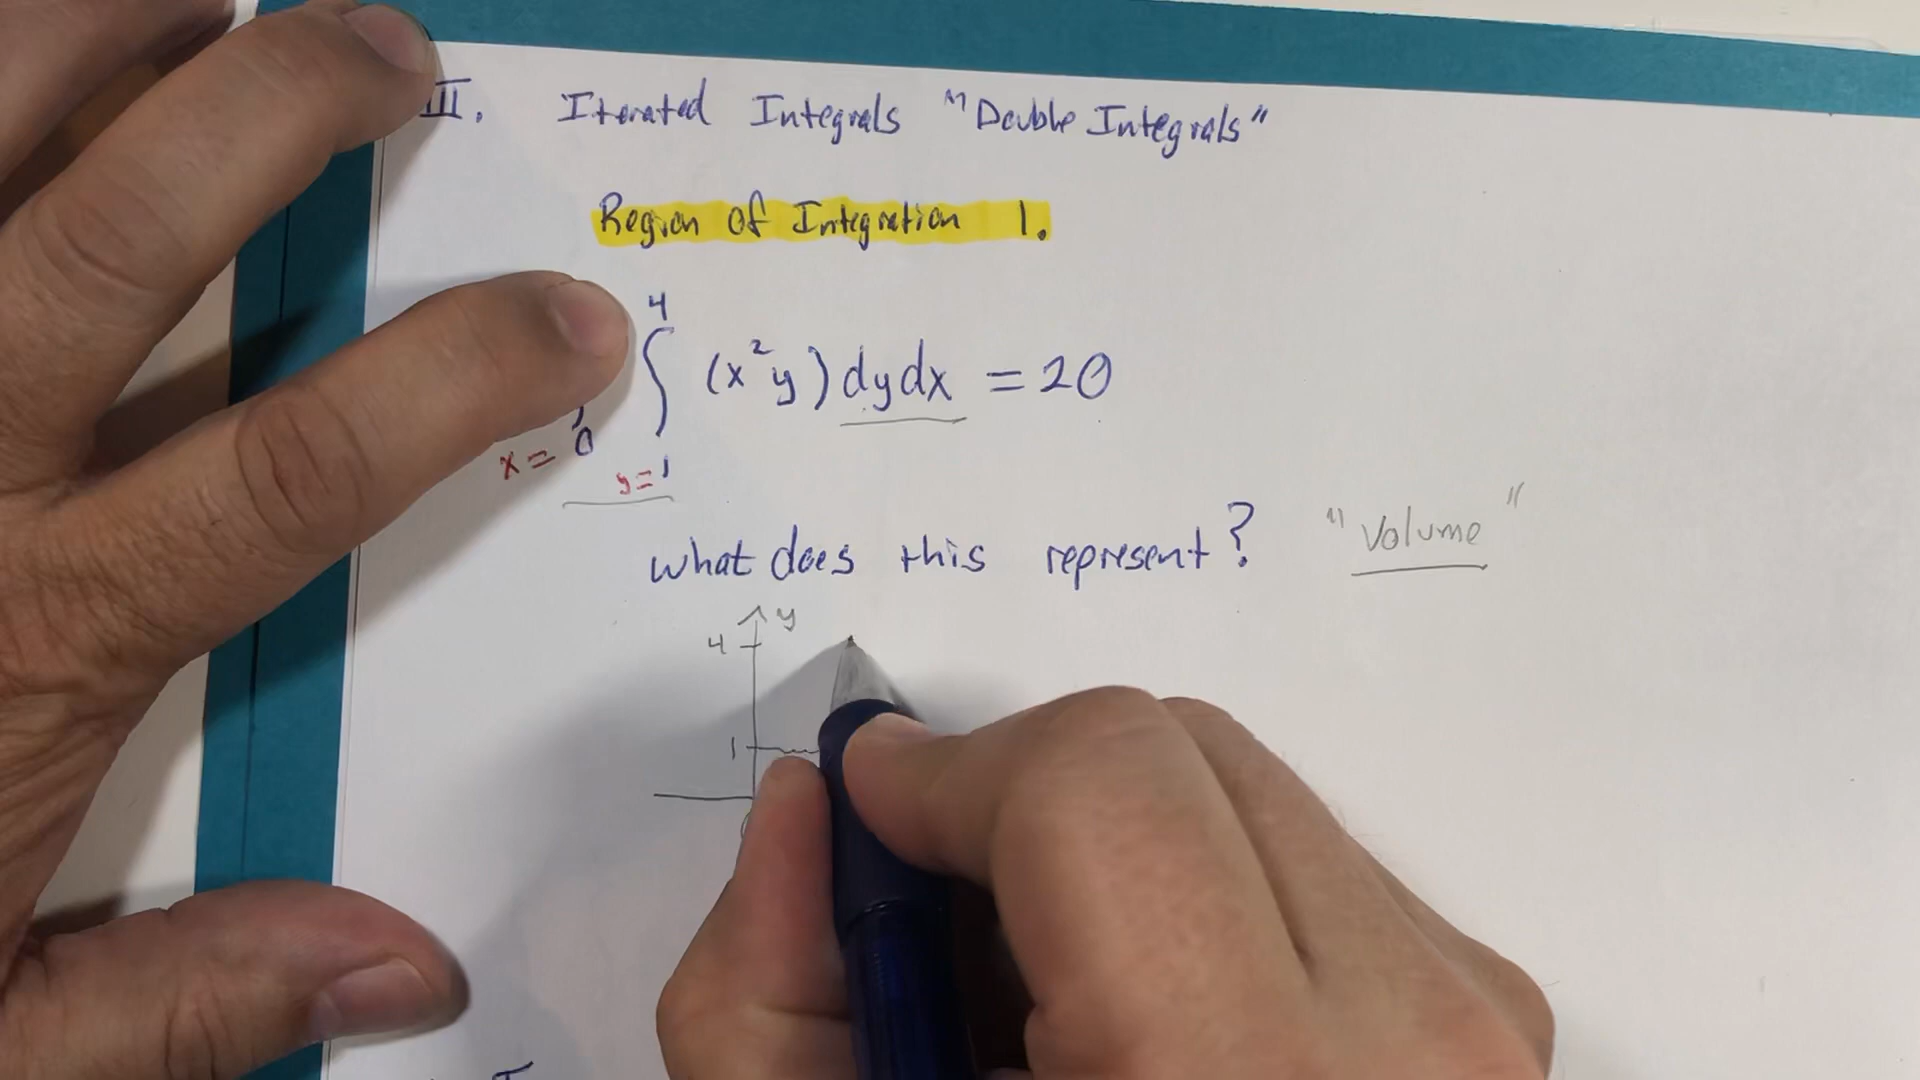 III. Iterated Integrals "Double Integrals"
Region of Integration 1.
4
∫ (x²y) dy dx = 20
x = 0
y = 1
what does this represent? "Volume"
y
4
1